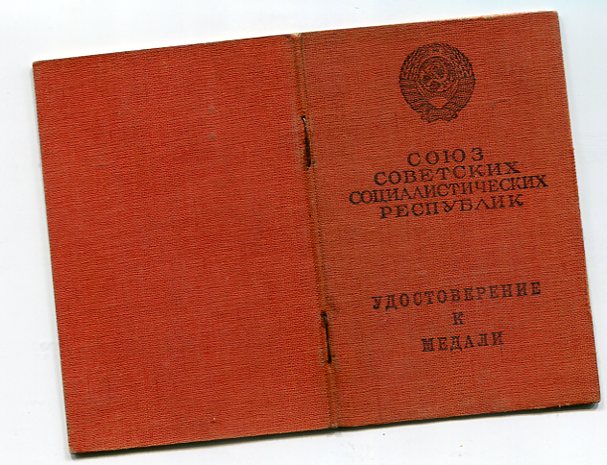 СОЮЗ
СОВЕТСКИХ
СОЦИАЛИСТИЧЕСКИХ
РЕСПУБЛИК
УДОСТОВЕРЕНИЕ
К
МЕДАЛИ